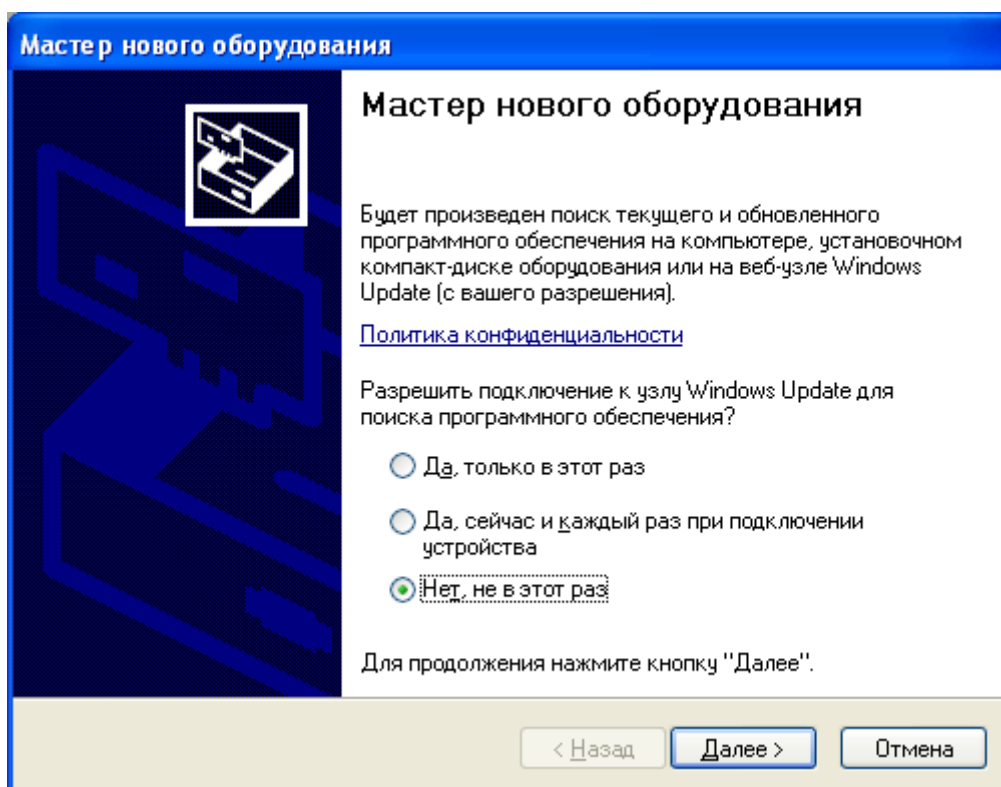 Мастер нового оборудования
Мастер нового оборудования
Будет произведен поиск текущего и обновленного
программного обеспечения на компьютере, установочном
компакт-диске оборудования или на веб-узле Windows
Update (с вашего разрешения).
Политика конфиденциальности
Разрешить подключение к узлу Windows Update для
поиска программного обеспечения?
Да, только в этот раз
Да, сейчас и каждый раз при подключении
устройства
Нет, не в этот раз
Для продолжения нажмите кнопку "Далее".
< Назад
Далее >
Отмена